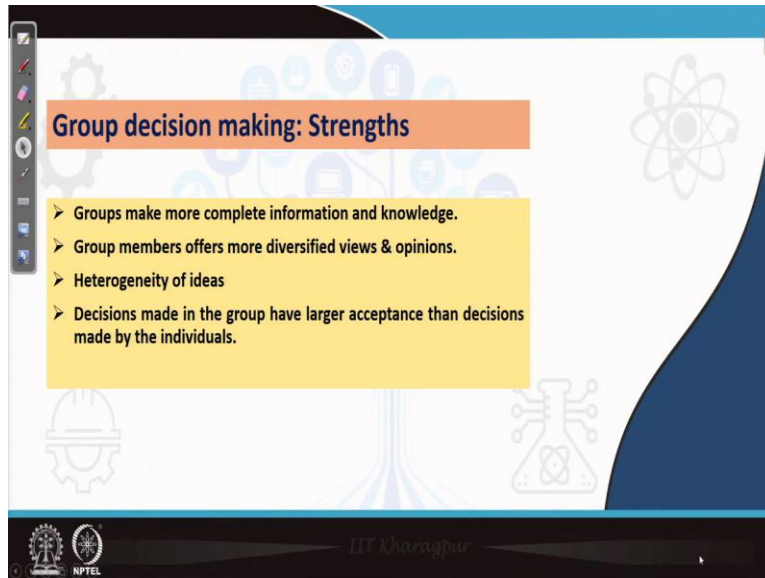 Group decision making: Strengths
➢ Groups make more complete information and knowledge.
➢ Group members offers more diversified views & opinions.
➢ Heterogeneity of ideas
➢ Decisions made in the group have larger acceptance than decisions
made by the individuals.
IIT Kharagpur
NPTEL